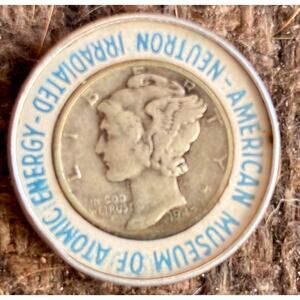 AMERICAN MUSEUM OF ATOMIC ENERGY - NEUTRON IRRADIATED -
LIBERTY
IN GOD
WE TRUST